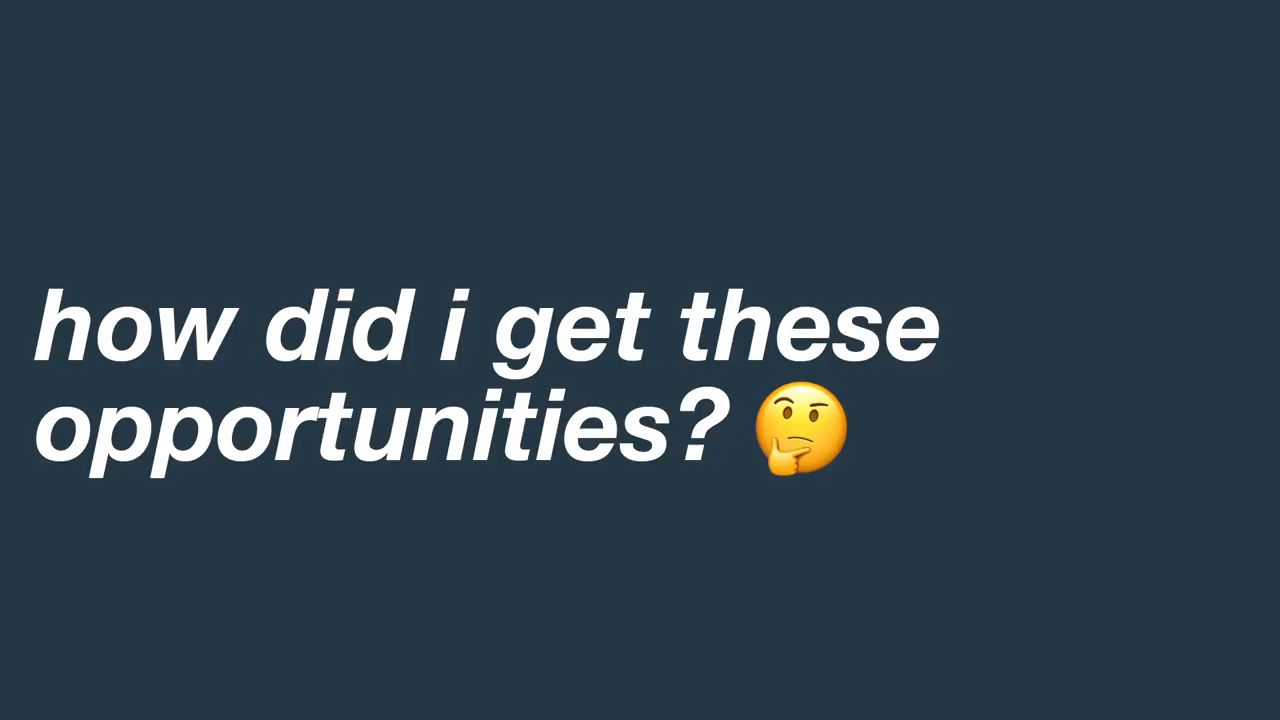 how did i get these
opportunities? 🤔